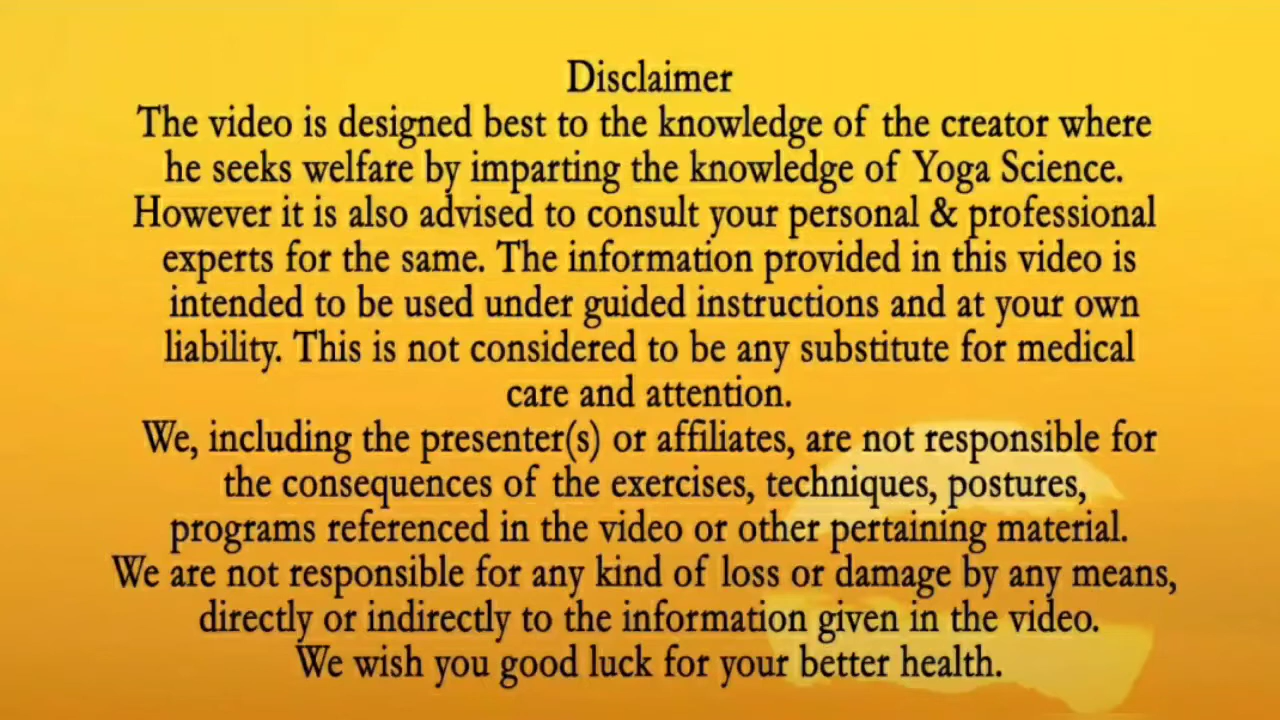 Disclaimer
The video is designed best to the knowledge of the creator where
he seeks welfare by imparting the knowledge of Yoga Science.
However it is also advised to consult your personal & professional
experts for the same. The information provided in this video is
intended to be used under guided instructions and at your own
liability. This is not considered to be any substitute for medical
care and attention.
We, including the presenter(s) or affiliates, are not responsible for
the consequences of the exercises, techniques, postures,
programs referenced in the video or other pertaining material.
We are not responsible for any kind of loss or damage by any means,
directly or indirectly to the information given in the video.
We wish you good luck for your better health.